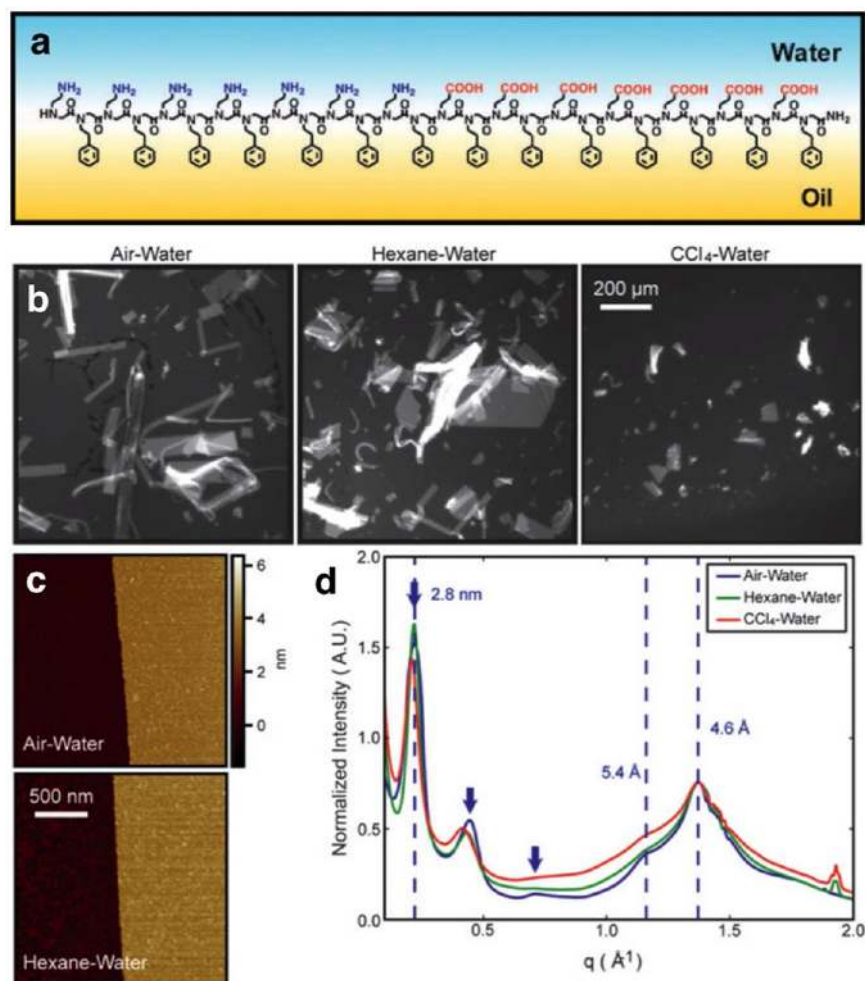 a
Water
NH₂ NH₂ NH₂ NH₂ NH₂ NH₂ NH₂ COOH COOH COOH COOH COOH COOH COOH
HN N O N O N O N O N O N O N O N O N O N O N O N O N O NH₂
Oil
Air-Water Hexane-Water CCl₄-Water
b
200 µm
c
6
4
2
0
nm
Air-Water
500 nm
Hexane-Water
d
2.0
1.5
1.0
0.5
0.0
Normalized Intensity ( A.U. )
2.8 nm
5.4 Å
4.6 Å
Air-Water
Hexane-Water
CCl₄-Water
0.5 1.0 1.5 2.0
q ( Å¹)